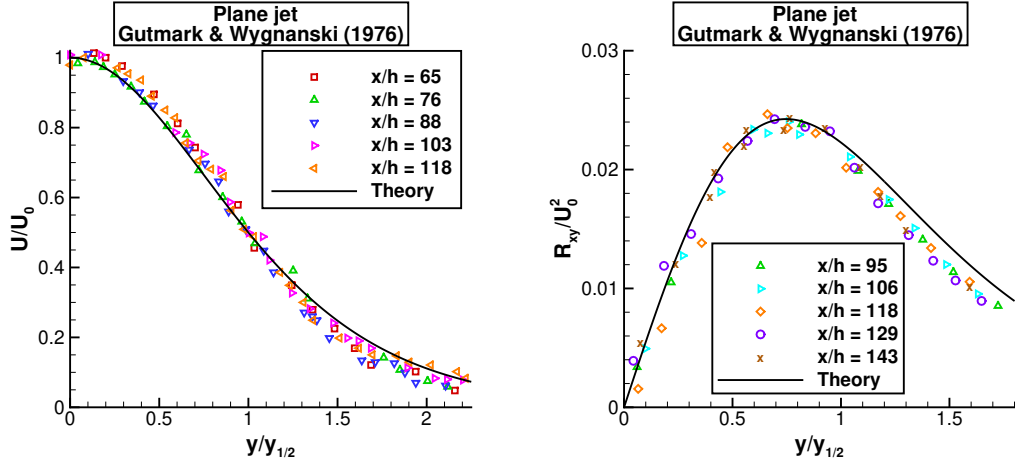 Plane jet
Gutmark & Wygnanski (1976)
U/U0
1
0.8
0.6
0.4
0.2
0
x/h = 65
x/h = 76
x/h = 88
x/h = 103
x/h = 118
Theory
0 0.5 1 1.5 2
y/y1/2
Plane jet
Gutmark & Wygnanski (1976)
Rxy/U0^2
0.03
0.02
0.01
0.00
x/h = 95
x/h = 106
x/h = 118
x/h = 129
x/h = 143
Theory
0 0.5 1 1.5
y/y1/2